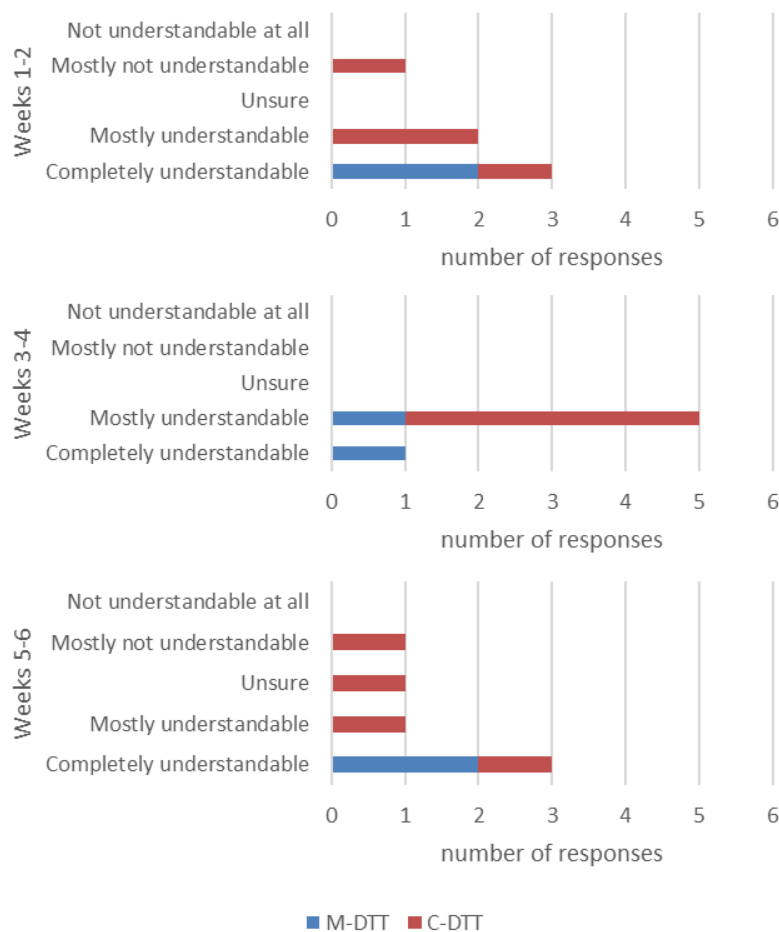 Weeks 1-2
Not understandable at all
Mostly not understandable
Unsure
Mostly understandable
Completely understandable
0 1 2 3 4 5 6
number of responses
Weeks 3-4
Not understandable at all
Mostly not understandable
Unsure
Mostly understandable
Completely understandable
0 1 2 3 4 5 6
number of responses
Weeks 5-6
Not understandable at all
Mostly not understandable
Unsure
Mostly understandable
Completely understandable
0 1 2 3 4 5 6
number of responses
M-DTT C-DTT